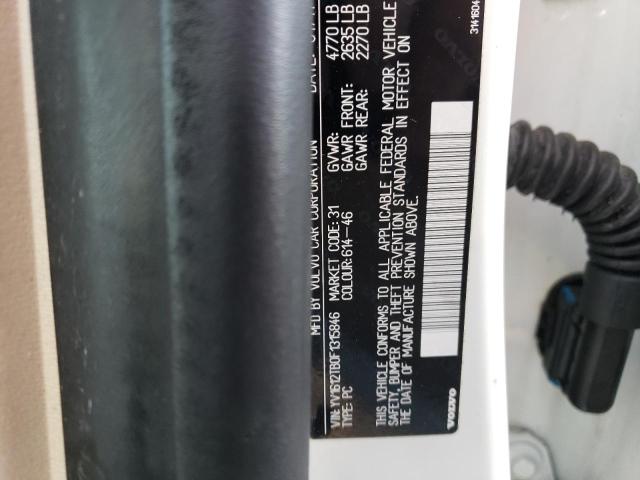 MFD BY VOLVO CAR CORPORATION DATE:
VIN: YV1612TB0F1315846 MARKET CODE: 31 GVWR: 4770 LB
TYPE: PC COLOUR: 614-46 GAWR FRONT: 2635 LB
GAWR REAR: 2270 LB
THIS VEHICLE CONFORMS TO ALL APPLICABLE FEDERAL MOTOR VEHICLE
SAFETY, BUMPER AND THEFT PREVENTION STANDARDS IN EFFECT ON
THE DATE OF MANUFACTURE SHOWN ABOVE.
VOLVO
3141604